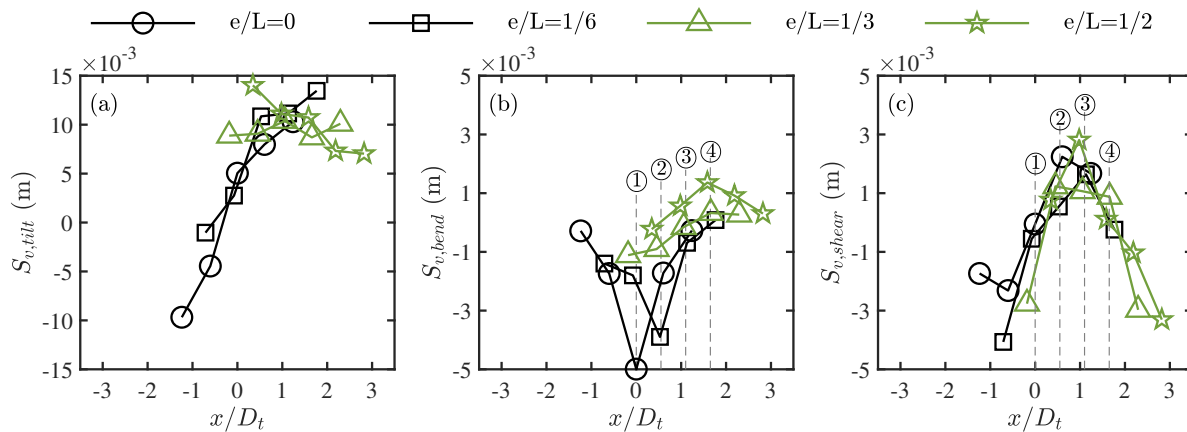 e/L=0 e/L=1/6 e/L=1/3 e/L=1/2
×10⁻³ ×10⁻³ ×10⁻³
(a) (b) (c)
15
10
5
0
-5
-10
-15
S_{v,tilt} (m)
-3 -2 -1 0 1 2 3
x/D_t
5
3
1
-1
-3
-5
S_{v,bend} (m)
① ② ③ ④
-3 -2 -1 0 1 2 3
x/D_t
5
3
1
-1
-3
-5
S_{v,shear} (m)
① ② ③ ④
-3 -2 -1 0 1 2 3
x/D_t